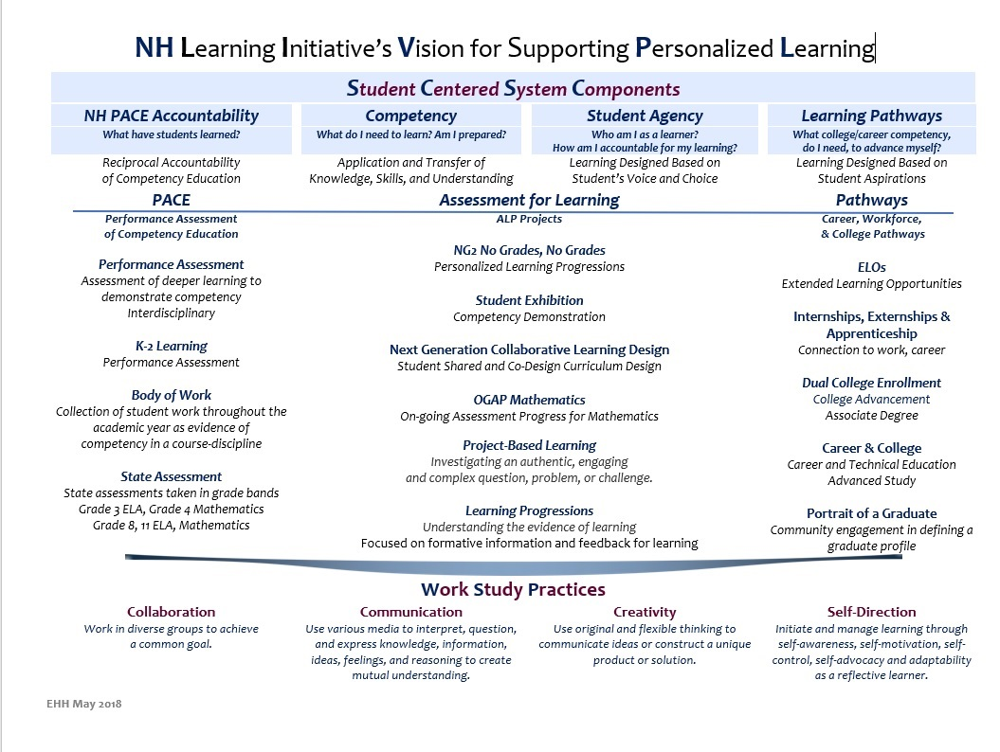 NH Learning Initiative's Vision for Supporting Personalized Learning
Student Centered System Components
NH PACE Accountability
What have students learned?
Reciprocal Accountability
of Competency Education
Competency
What do I need to learn? Am I prepared?
Application and Transfer of
Knowledge, Skills, and Understanding
Student Agency
Who am I as a learner?
How am I accountable for my learning?
Learning Designed Based on
Student's Voice and Choice
Learning Pathways
What college/career competency,
do I need, to advance myself?
Learning Designed Based on
Student Aspirations
PACE
Performance Assessment
of Competency Education
Performance Assessment
Assessment of deeper learning to
demonstrate competency
Interdisciplinary
K-2 Learning
Performance Assessment
Body of Work
Collection of student work throughout the
academic year as evidence of
competency in a course-discipline
State Assessment
State assessments taken in grade bands
Grade 3 ELA, Grade 4 Mathematics
Grade 8, 11 ELA, Mathematics
Assessment for Learning
ALP Projects
NG2 No Grades, No Grades
Personalized Learning Progressions
Student Exhibition
Competency Demonstration
Next Generation Collaborative Learning Design
Student Shared and Co-Design Curriculum Design
OGAP Mathematics
On-going Assessment Progress for Mathematics
Project-Based Learning
Investigating an authentic, engaging
and complex question, problem, or challenge.
Learning Progressions
Understanding the evidence of learning
Focused on formative information and feedback for learning
Pathways
Career, Workforce,
& College Pathways
ELOs
Extended Learning Opportunities
Internships, Externships &
Apprenticeship
Connection to work, career
Dual College Enrollment
College Advancement
Associate Degree
Career & College
Career and Technical Education
Advanced Study
Portrait of a Graduate
Community engagement in defining a
graduate profile
Work Study Practices
Collaboration
Work in diverse groups to achieve
a common goal.
Communication
Use various media to interpret, question,
and express knowledge, information,
ideas, feelings, and reasoning to create
mutual understanding.
Creativity
Use original and flexible thinking to
communicate ideas or construct a unique
product or solution.
Self-Direction
Initiate and manage learning through
self-awareness, self-motivation, self-
control, self-advocacy and adaptability
as a reflective learner.
EHH May 2018